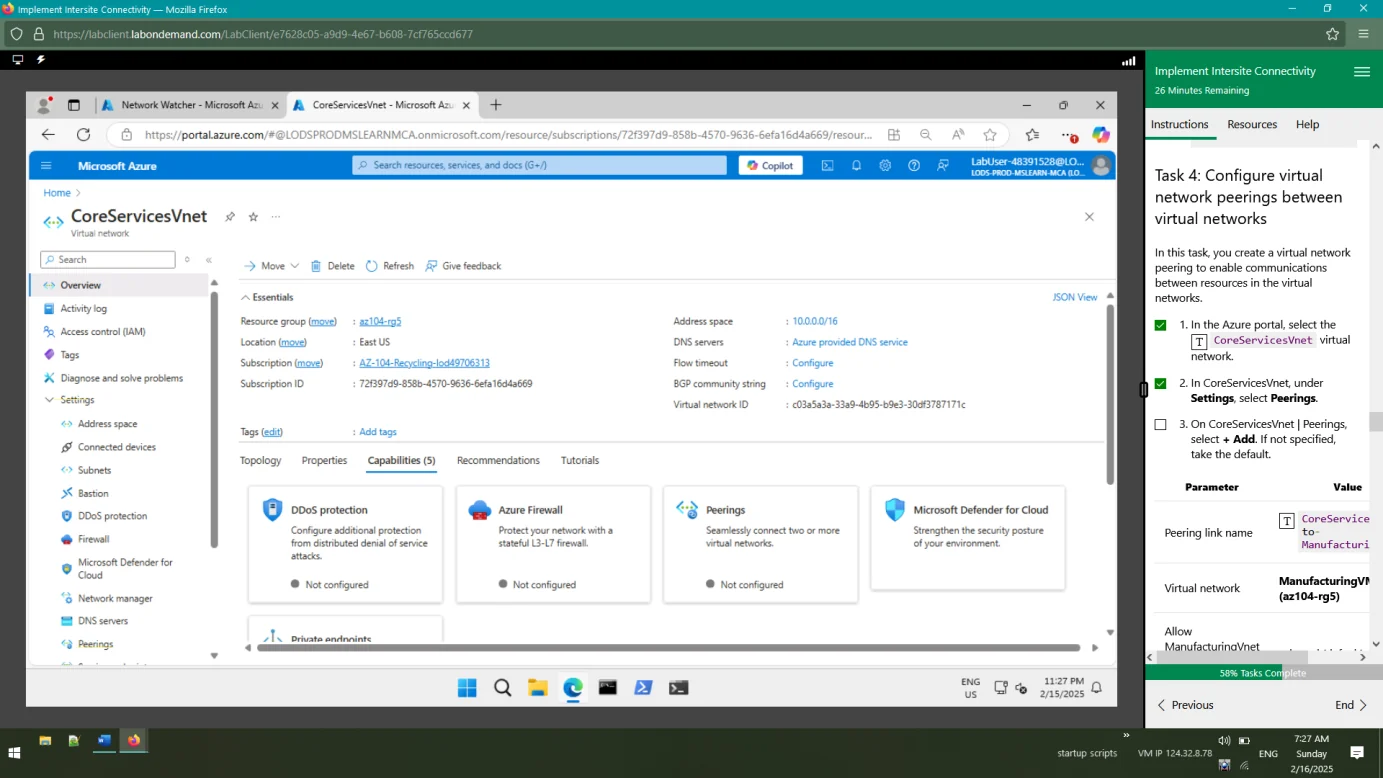 Implement Intersite Connectivity — Mozilla Firefox
https://labclient.labondemand.com/LabClient/e7628c05-a9d9-4e67-b608-7cf765ccd677
Network Watcher - Microsoft Azu
CoreServicesVnet - Microsoft Azu
https://portal.azure.com/#@LODSPRODMSLEARNMCA.onmicrosoft.com/resource/subscriptions/72f397d9-858b-4570-9636-6efa16d4a669/resour...
Microsoft Azure
Search resources, services, and docs (G+/)
Copilot
LabUser-48391528@LO...
LODS-PROD-MSLEARN-MCA (LO...
Home
CoreServicesVnet
Virtual network
Search
Overview
Activity log
Access control (IAM)
Tags
Diagnose and solve problems
Settings
Address space
Connected devices
Subnets
Bastion
DDoS protection
Firewall
Microsoft Defender for
Cloud
Network manager
DNS servers
Peerings
Move
Delete
Refresh
Give feedback
Essentials
JSON View
Resource group (move) : az104-rg5
Location (move) : East US
Subscription (move) : AZ-104-Recycling-lod49706313
Subscription ID : 72f397d9-858b-4570-9636-6efa16d4a669
Address space : 10.0.0.0/16
DNS servers : Azure provided DNS service
Flow timeout : Configure
BGP community string : Configure
Virtual network ID : c03a5a3a-33a9-4b95-b9e3-30df3787171c
Tags (edit) : Add tags
Topology
Properties
Capabilities (5)
Recommendations
Tutorials
DDoS protection
Configure additional protection
from distributed denial of service
attacks.
Not configured
Azure Firewall
Protect your network with a
stateful L3-L7 firewall.
Not configured
Peerings
Seamlessly connect two or more
virtual networks.
Not configured
Microsoft Defender for Cloud
Strengthen the security posture
of your environment.
Private endpoints
ENG
US
11:27 PM
2/15/2025
Implement Intersite Connectivity
26 Minutes Remaining
Instructions
Resources
Help
Task 4: Configure virtual
network peerings between
virtual networks
In this task, you create a virtual network
peering to enable communications
between resources in the virtual
networks.
1. In the Azure portal, select the
T CoreServicesVnet virtual
network.
2. In CoreServicesVnet, under
Settings, select Peerings.
3. On CoreServicesVnet | Peerings,
select + Add. If not specified,
take the default.
Parameter Value
Peering link name
T CoreService
to-
Manufacturi
Virtual network
ManufacturingVN
(az104-rg5)
Allow
ManufacturingVnet
58% Tasks Complete
Previous
End
startup scripts
VM IP 124.32.8.78
ENG
7:27 AM
Sunday
2/16/2025